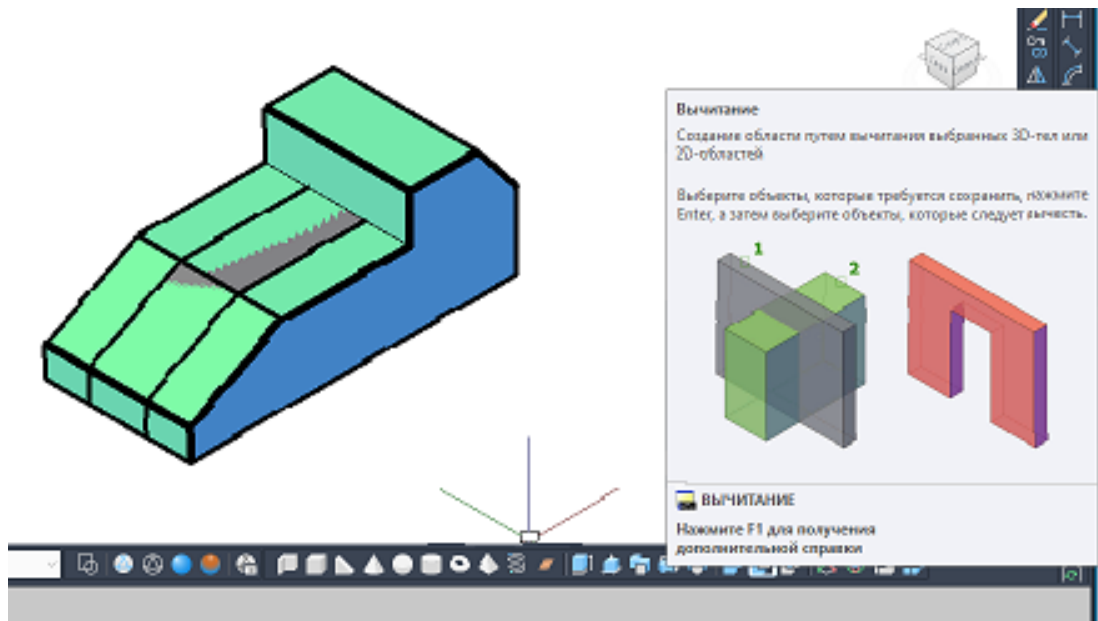 Вычитание
Создание области путем вычитания выбранных 3D-тел или
2D-областей
Выберите объекты, которые требуется сохранить, нажмите
Enter, а затем выберите объекты, которые следует вычесть.
1
2
ВЫЧИТАНИЕ
Нажмите F1 для получения
дополнительной справки